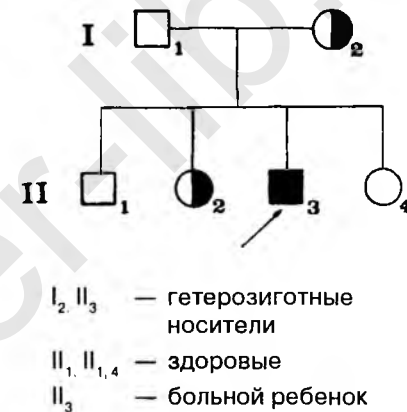 I 1 2
II 1 2 3 4
I₂, II₃ — гетерозиготные
носители
II₁, II₁,₄ — здоровые
II₃ — больной ребенок